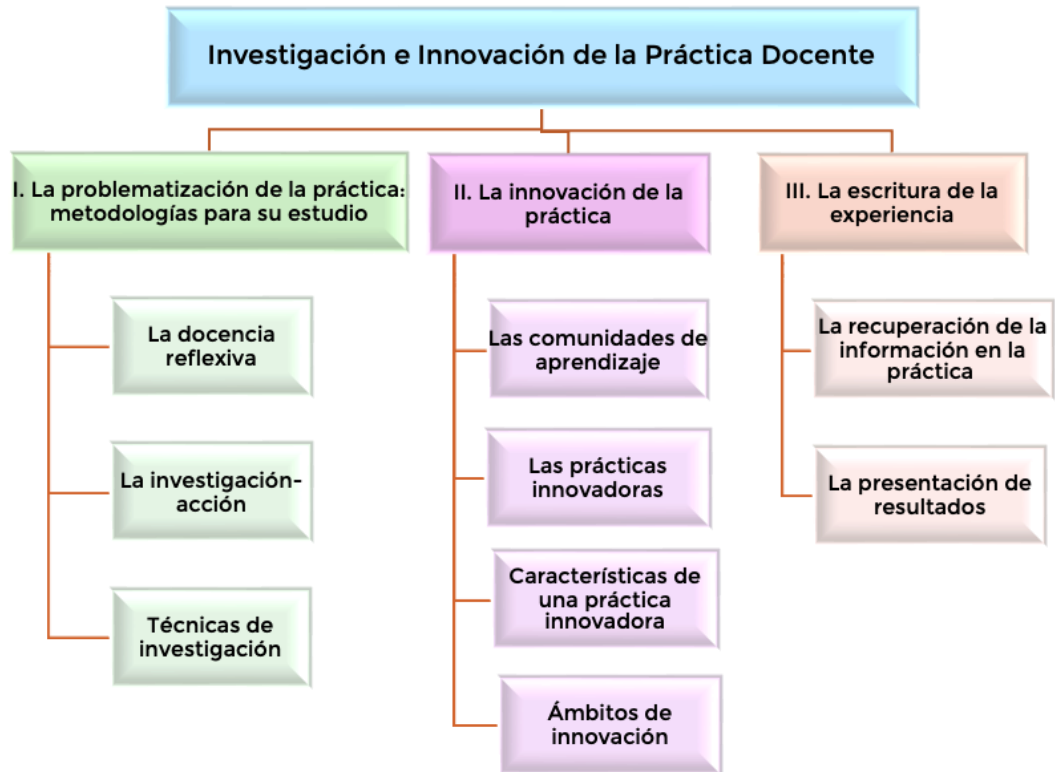 Investigación e Innovación de la Práctica Docente
I. La problematización de la práctica:
metodologías para su estudio
La docencia
reflexiva
La investigación-
acción
Técnicas de
investigación
II. La innovación de la
práctica
Las comunidades de
aprendizaje
Las prácticas
innovadoras
Características de
una práctica
innovadora
Ámbitos de
innovación
III. La escritura de la
experiencia
La recuperación de la
información en la
práctica
La presentación de
resultados